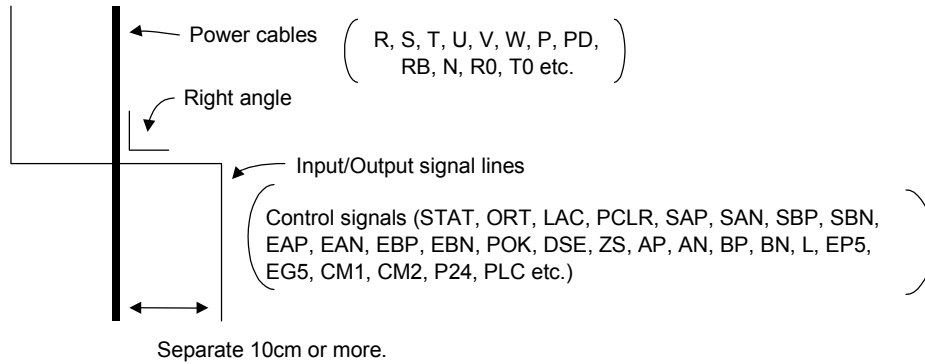 Power cables
R, S, T, U, V, W, P, PD,
RB, N, R0, T0 etc.
Right angle
Input/Output signal lines
Control signals (STAT, ORT, LAC, PCLR, SAP, SAN, SBP, SBN,
EAP, EAN, EBP, EBN, POK, DSE, ZS, AP, AN, BP, BN, L, EP5,
EG5, CM1, CM2, P24, PLC etc.)
Separate 10cm or more.